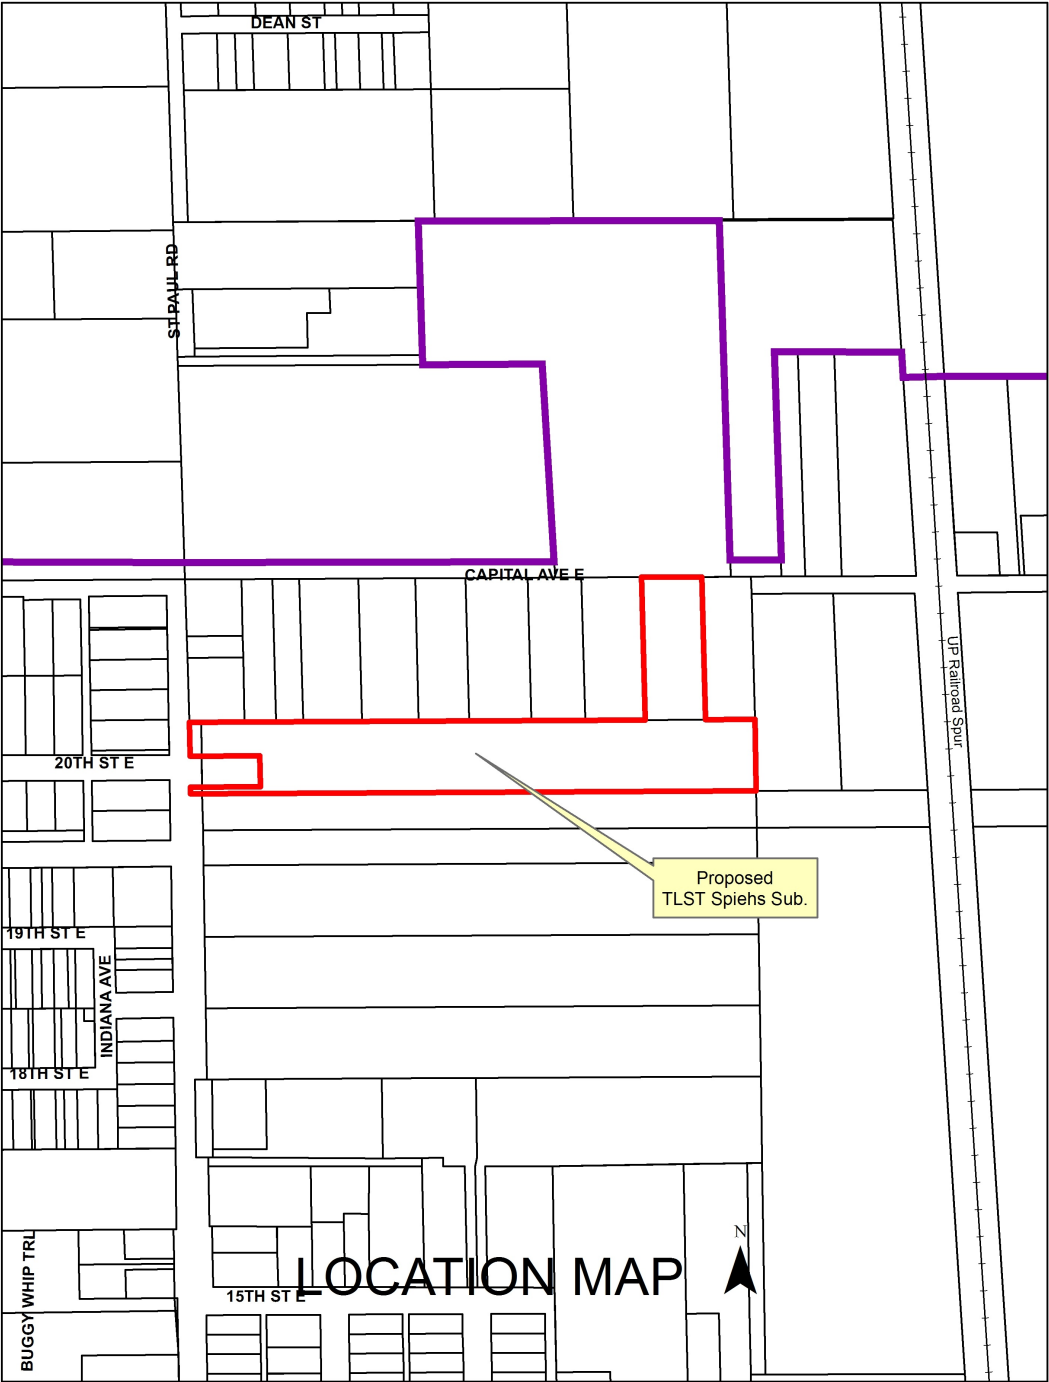 DEAN ST
ST PAUL RD
CAPITAL AVE E
UP Railroad Spur
20TH ST E
Proposed
TLST Spiehs Sub.
19TH ST E
INDIANA AVE
18TH ST E
N
BUGGY WHIP TRL
LOCATION MAP
15TH ST E